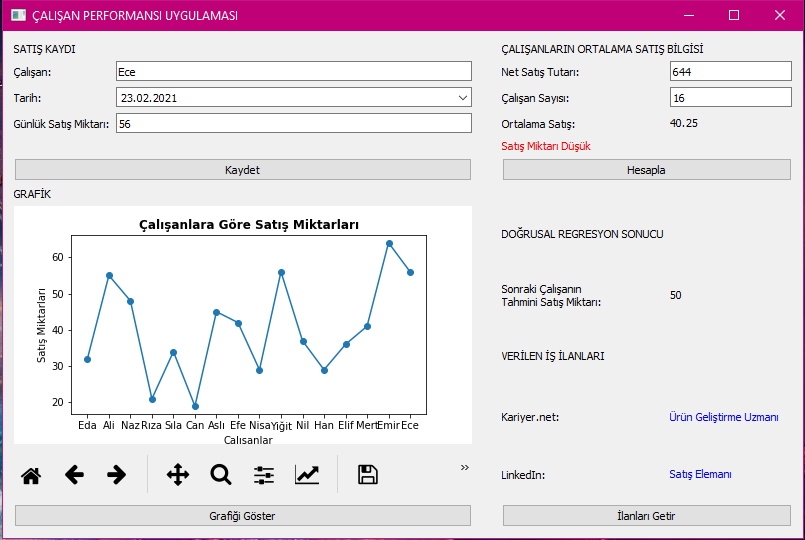 ÇALIŞAN PERFORMANSI UYGULAMASI
SATIŞ KAYDI
Çalışan: Ece
Tarih: 23.02.2021
Günlük Satış Miktarı: 56
Kaydet
GRAFİK
Çalışanlara Göre Satış Miktarları
Satış Miktarları
60
50
40
30
20
Eda Ali Naz Rıza Sıla Can Aslı Efe Nisa Yiğit Nil Han Elif Mert Emir Ece
Çalışanlar
»
Grafiği Göster
ÇALIŞANLARIN ORTALAMA SATIŞ BİLGİSİ
Net Satış Tutarı: 644
Çalışan Sayısı: 16
Ortalama Satış: 40.25
Satış Miktarı Düşük
Hesapla
DOĞRUSAL REGRESYON SONUCU
Sonraki Çalışanın
Tahmini Satış Miktarı: 50
VERİLEN İŞ İLANLARI
Kariyer.net: Ürün Geliştirme Uzmanı
LinkedIn: Satış Elemanı
İlanları Getir